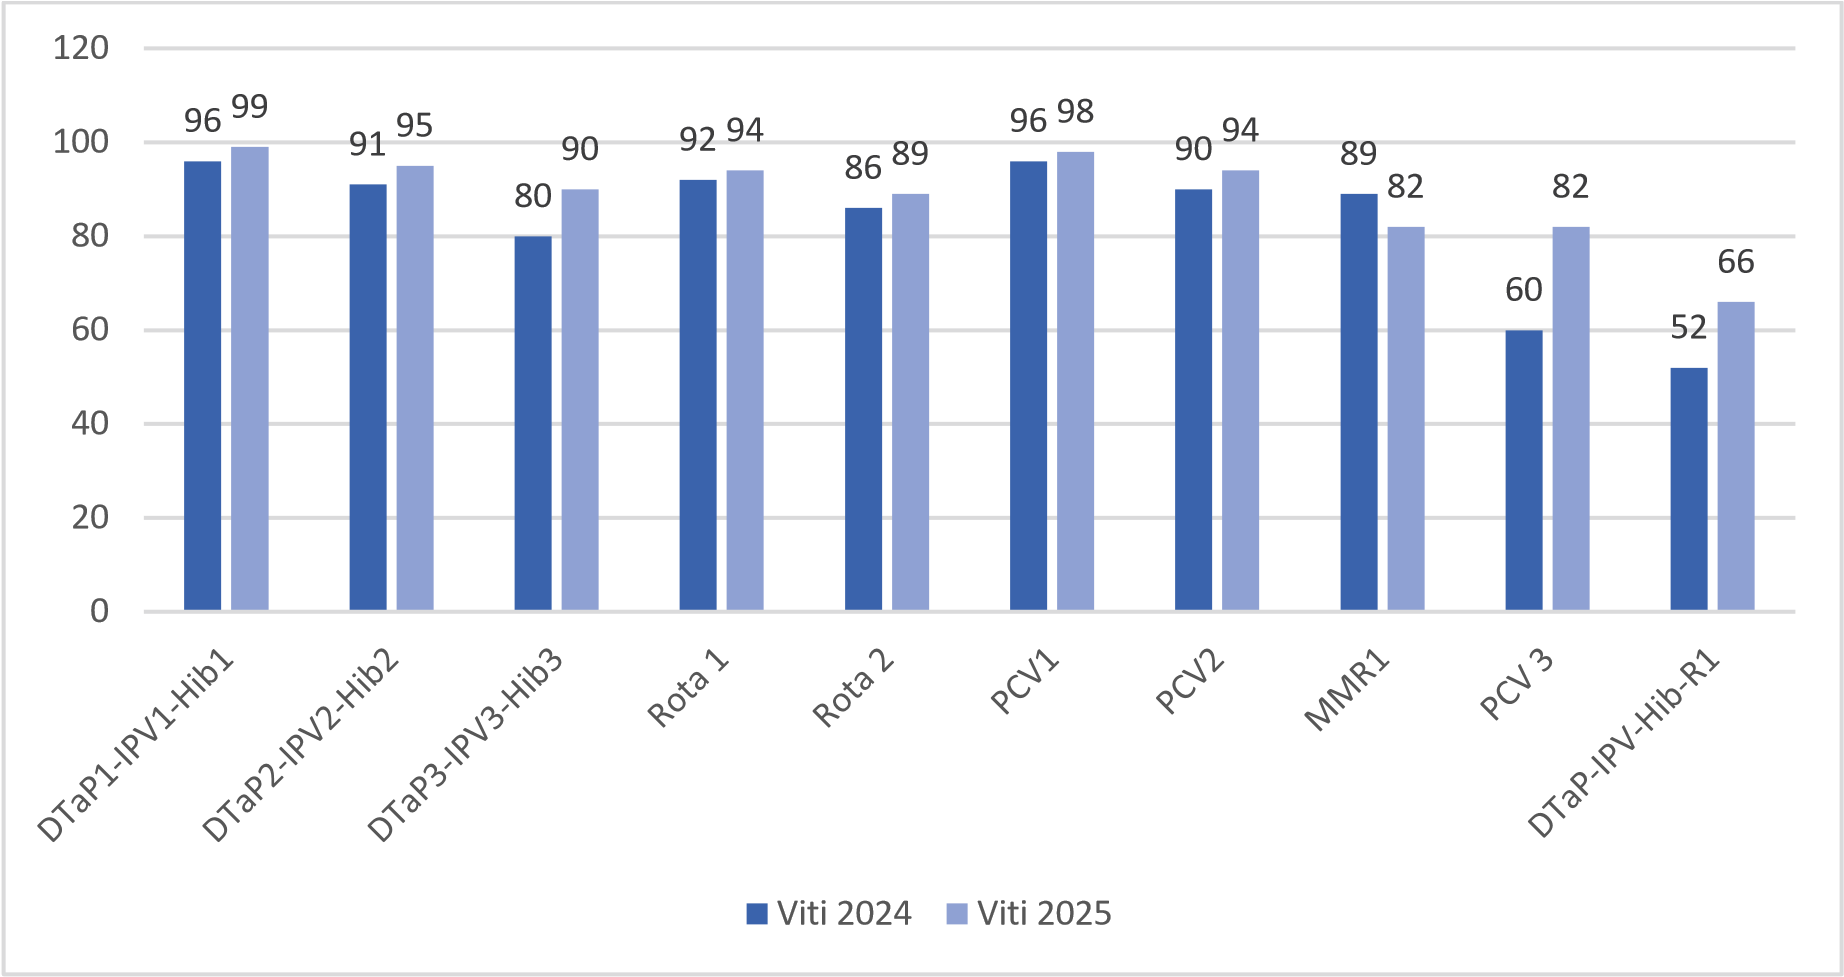 120
100
80
60
40
20
0
96 99
91 95
80 90
92 94
86 89
96 98
90 94
89 82
60 82
52 66
DTaP1-IPV1-Hib1
DTaP2-IPV2-Hib2
DTaP3-IPV3-Hib3
Rota 1
Rota 2
PCV1
PCV2
MMR1
PCV 3
DTaP-IPV-Hib-R1
Viti 2024 Viti 2025